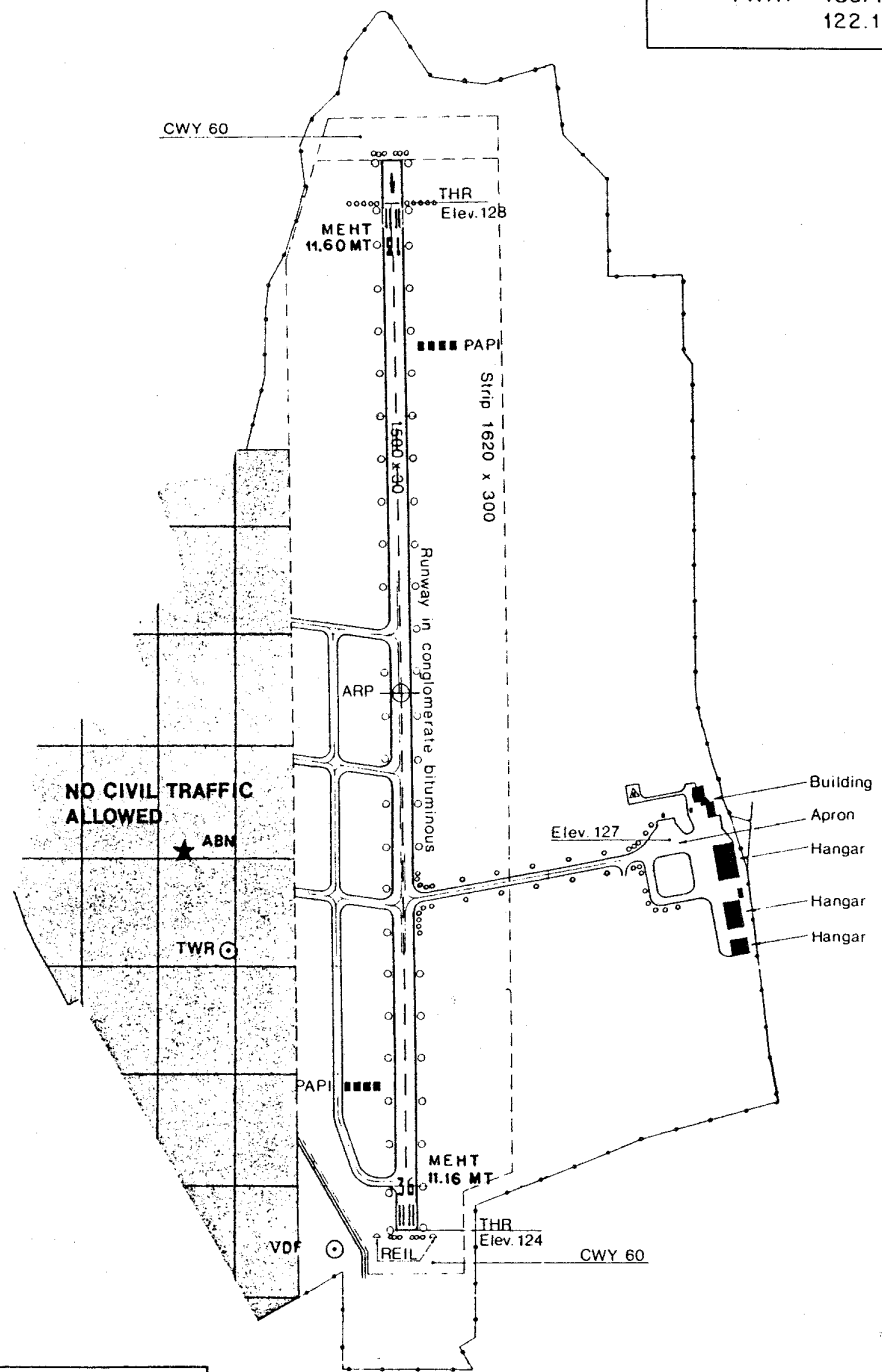 122.1
CWY 60
THR
Elev. 128
MEHT
11.60 MT
PAPI
Strip 1620 x 300
1500 x 30
Runway in conglomerate bituminous
ARP
NO CIVIL TRAFFIC
ALLOWED
ABN
TWR
Elev. 127
Building
Apron
Hangar
Hangar
Hangar
PAPI
MEHT
11.16 MT
36
THR
Elev. 124
VDF
REIL
CWY 60